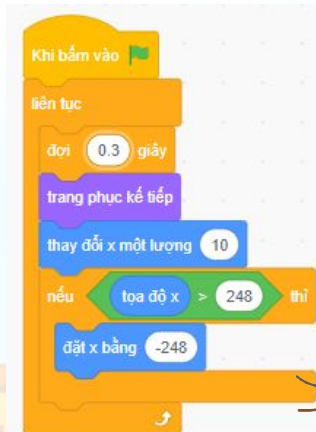 Khi bấm vào
liên tục
đợi 0.3 giây
trang phục kế tiếp
thay đổi x một lượng 10
nếu tọa độ x > 248 thì
đặt x bằng -248